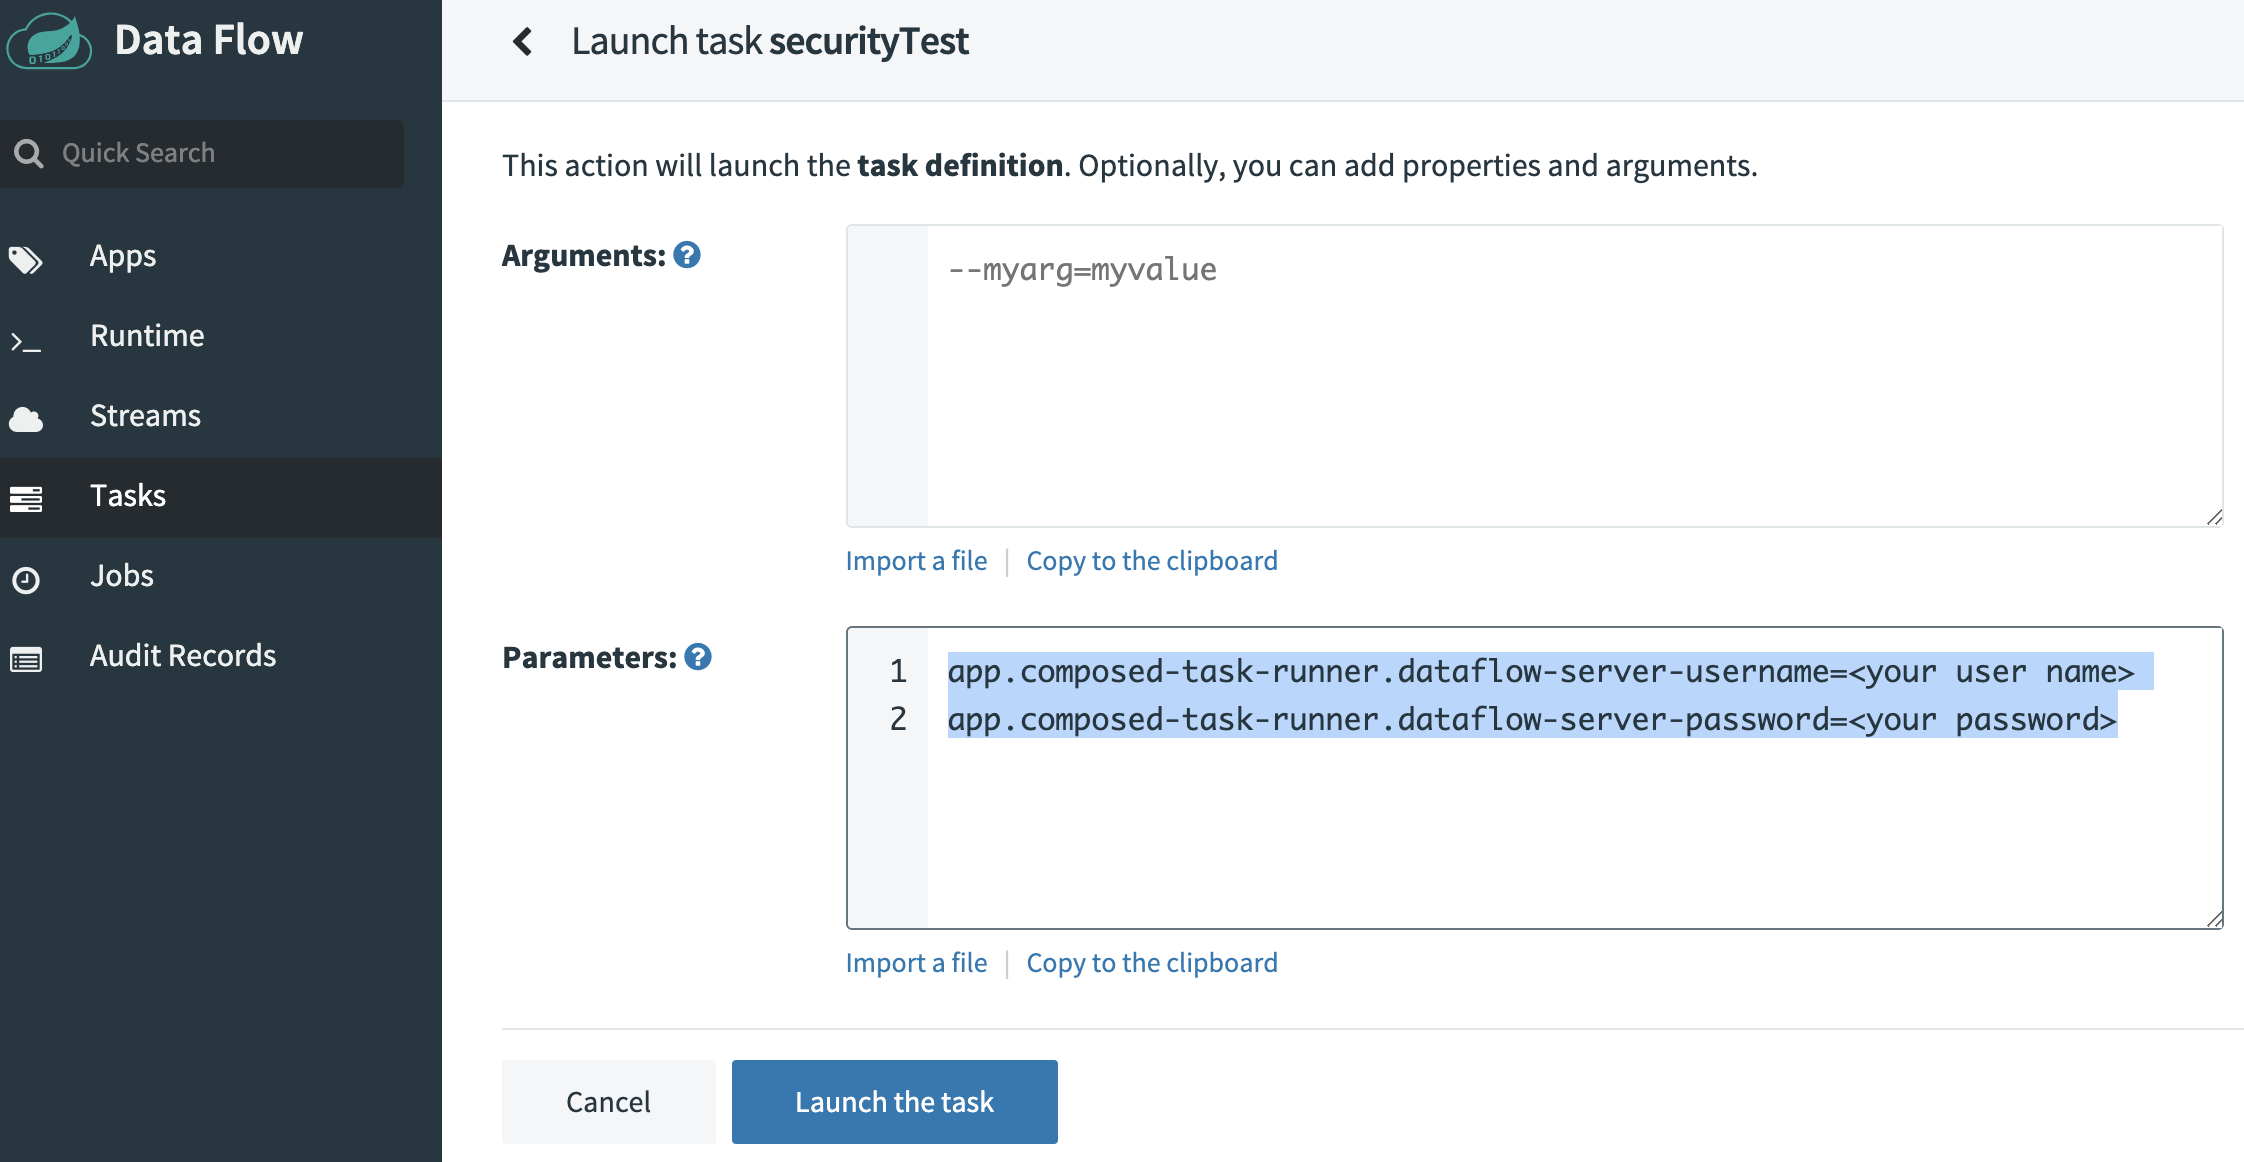 Data Flow
Quick Search
Apps
Runtime
Streams
Tasks
Jobs
Audit Records
Launch task securityTest
This action will launch the task definition. Optionally, you can add properties and arguments.
Arguments: ?
--myarg=myvalue
Import a file | Copy to the clipboard
Parameters: ?
1 app.composed-task-runner.dataflow-server-username=<your user name>
2 app.composed-task-runner.dataflow-server-password=<your password>
Import a file | Copy to the clipboard
Cancel
Launch the task